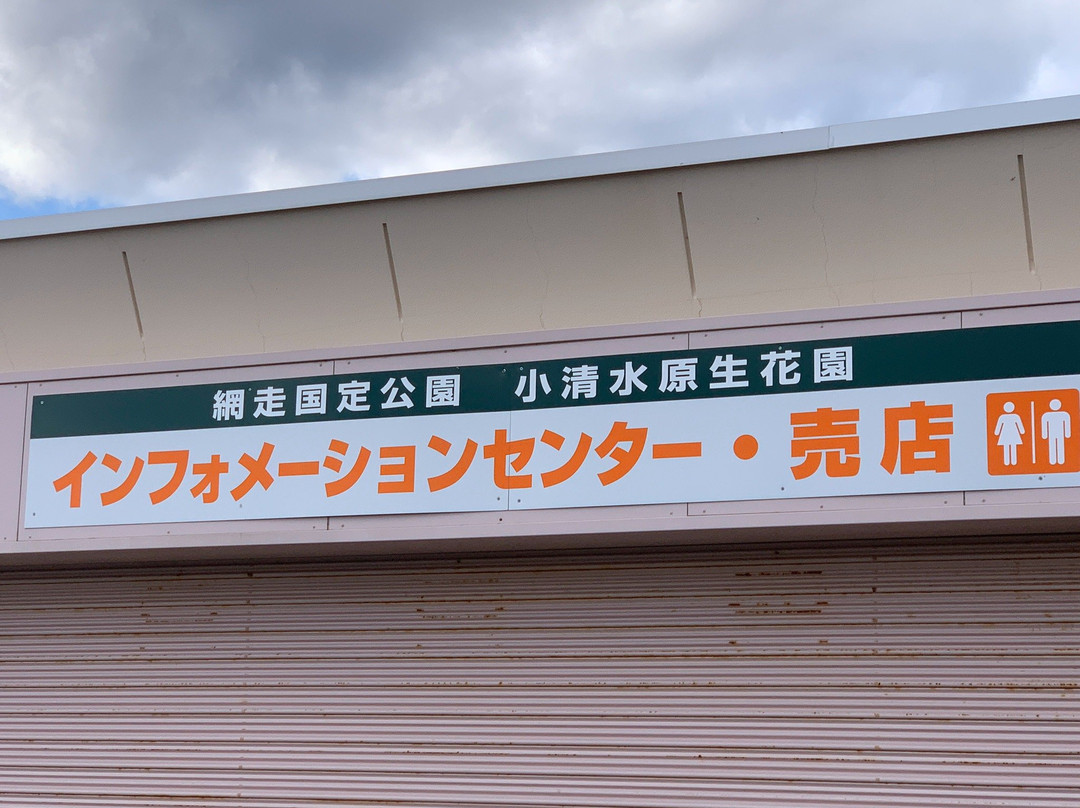 網走国定公園 小清水原生花園
インフォメーションセンター・売店